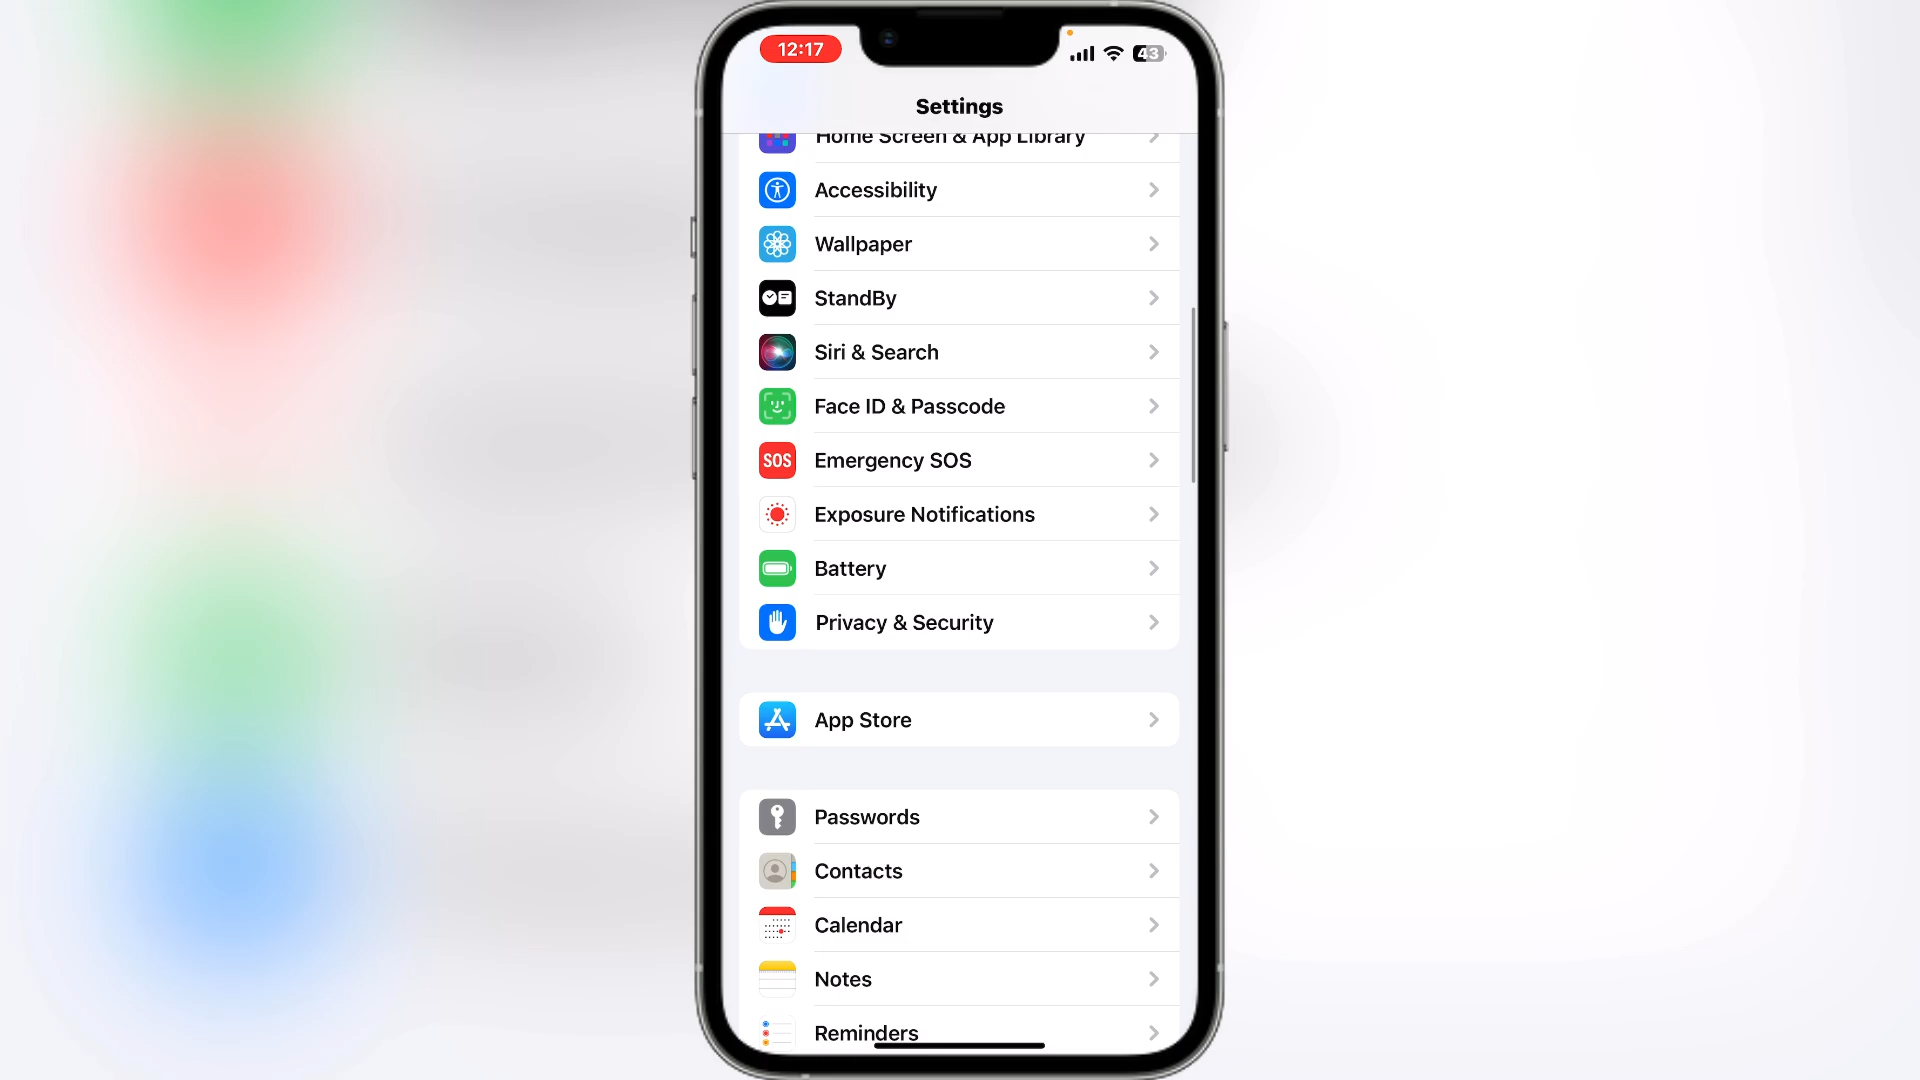 12:17
43
Settings
Home Screen & App Library
Accessibility
Wallpaper
StandBy
Siri & Search
Face ID & Passcode
SOS
Emergency SOS
Exposure Notifications
Battery
Privacy & Security
App Store
Passwords
Contacts
Calendar
Notes
Reminders